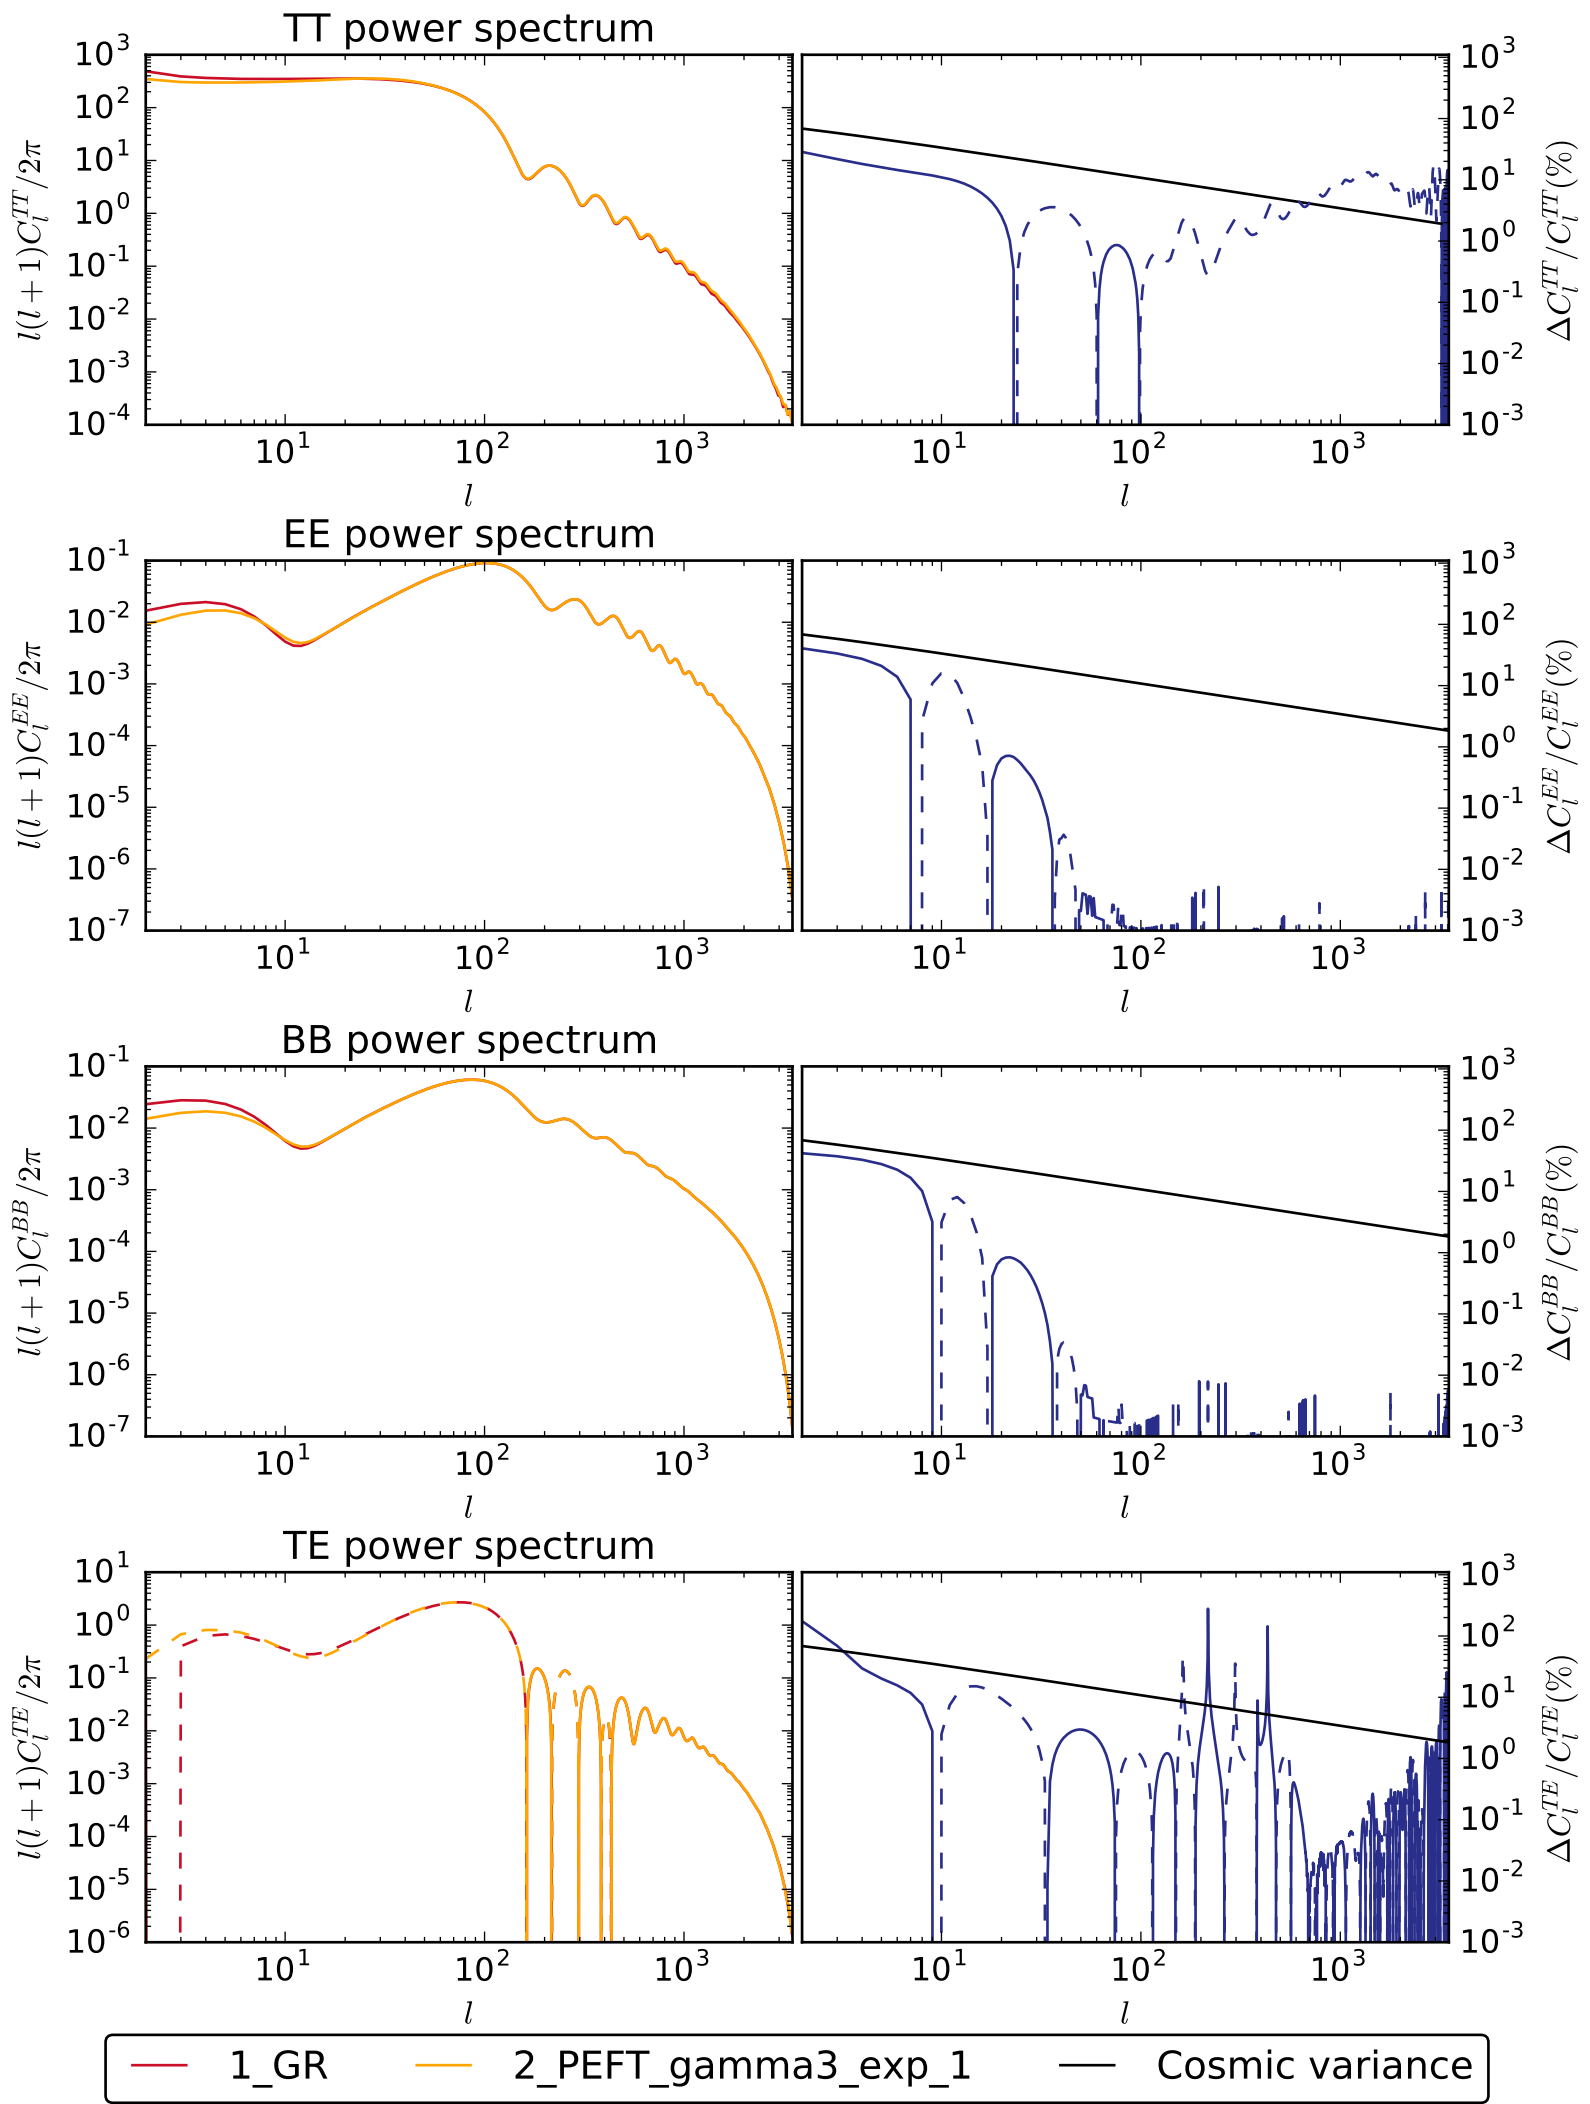 TT power spectrum
10^3
10^2
10^1
10^0
10^-1
10^-2
10^-3
10^-4
l(l+1)C_l^{TT}/2π
10^1 10^2 10^3
l
10^1 10^2 10^3
l
10^3
10^2
10^1
10^0
10^-1
10^-2
10^-3
ΔC_l^{TT}/C_l^{TT}(%)
EE power spectrum
10^-1
10^-2
10^-3
10^-4
10^-5
10^-6
10^-7
l(l+1)C_l^{EE}/2π
10^1 10^2 10^3
l
10^1 10^2 10^3
l
10^3
10^2
10^1
10^0
10^-1
10^-2
10^-3
ΔC_l^{EE}/C_l^{EE}(%)
BB power spectrum
10^-1
10^-2
10^-3
10^-4
10^-5
10^-6
10^-7
l(l+1)C_l^{BB}/2π
10^1 10^2 10^3
l
10^1 10^2 10^3
l
10^3
10^2
10^1
10^0
10^-1
10^-2
10^-3
ΔC_l^{BB}/C_l^{BB}(%)
TE power spectrum
10^1
10^0
10^-1
10^-2
10^-3
10^-4
10^-5
10^-6
l(l+1)C_l^{TE}/2π
10^1 10^2 10^3
l
10^1 10^2 10^3
l
10^3
10^2
10^1
10^0
10^-1
10^-2
10^-3
ΔC_l^{TE}/C_l^{TE}(%)
1_GR 2_PEFT_gamma3_exp_1 Cosmic variance